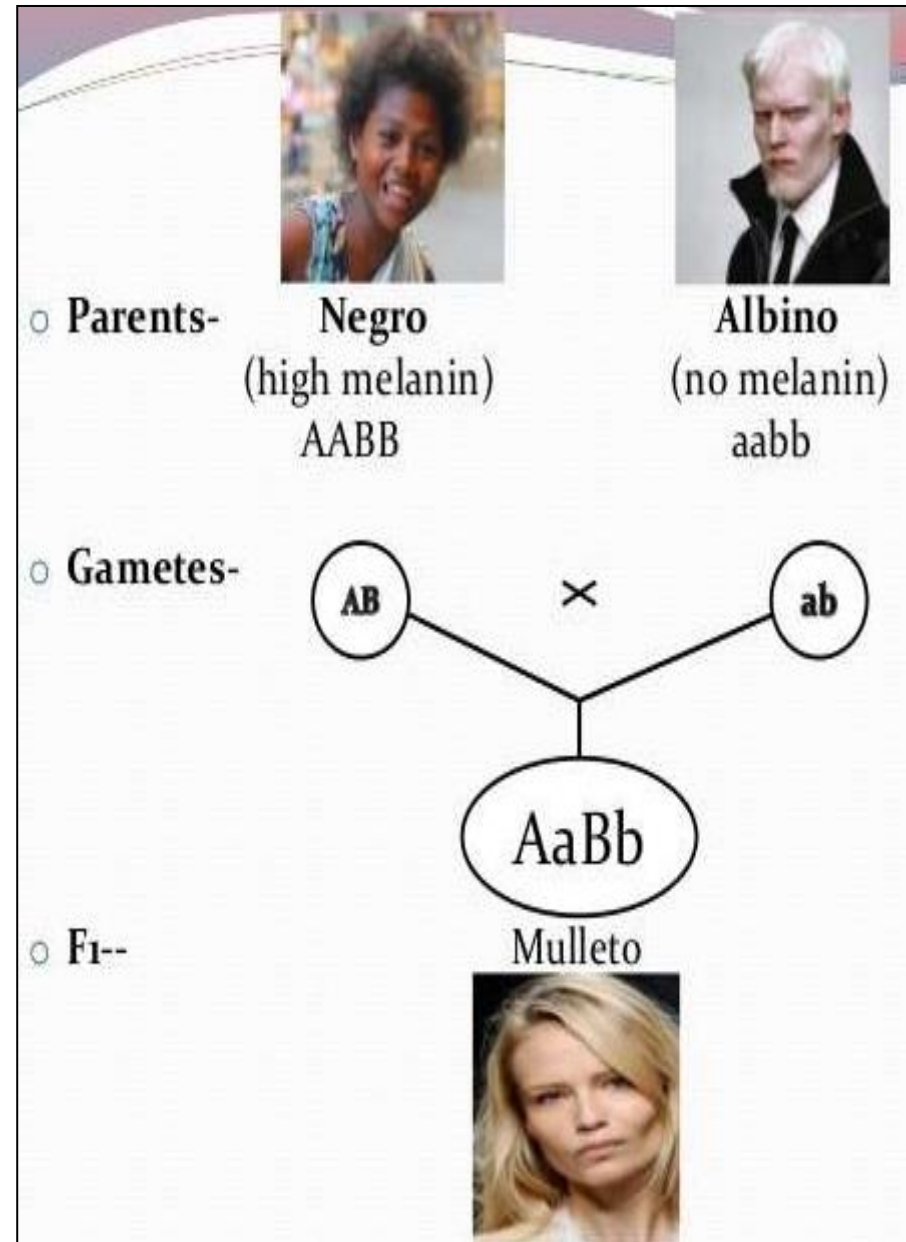 Parents- Negro Albino
(high melanin) (no melanin)
AABB aabb
Gametes- AB × ab
AaBb
F1-- Mulleto